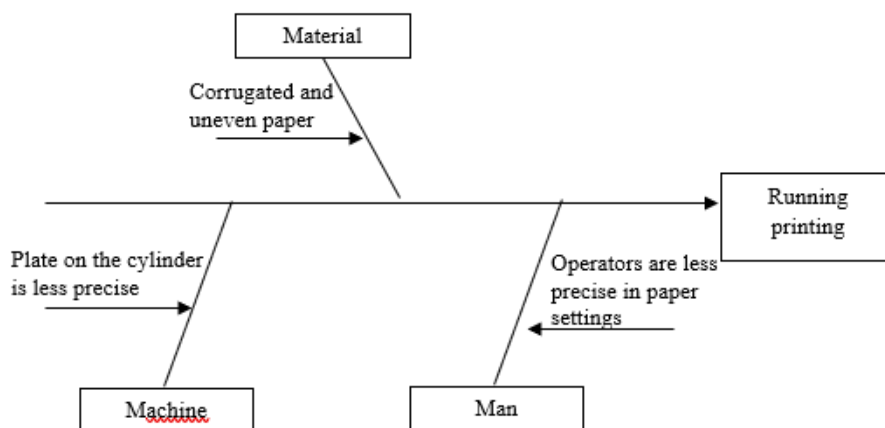 Material
Corrugated and
uneven paper
Running
printing
Plate on the cylinder
is less precise
Operators are less
precise in paper
settings
Machine
Man